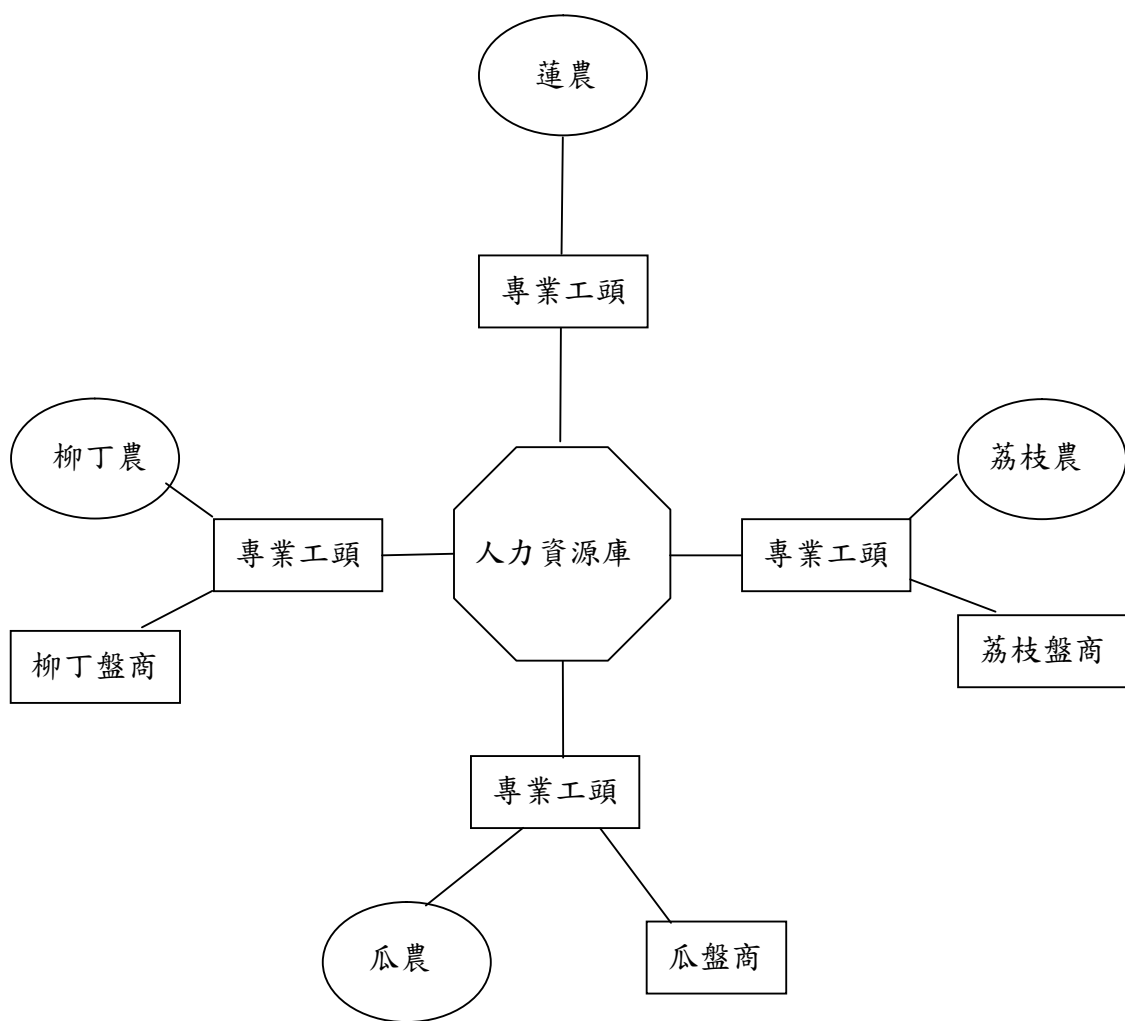 蓮農
專業工頭
柳丁農
荔枝農
專業工頭
人力資源庫
專業工頭
柳丁盤商
荔枝盤商
專業工頭
瓜農
瓜盤商